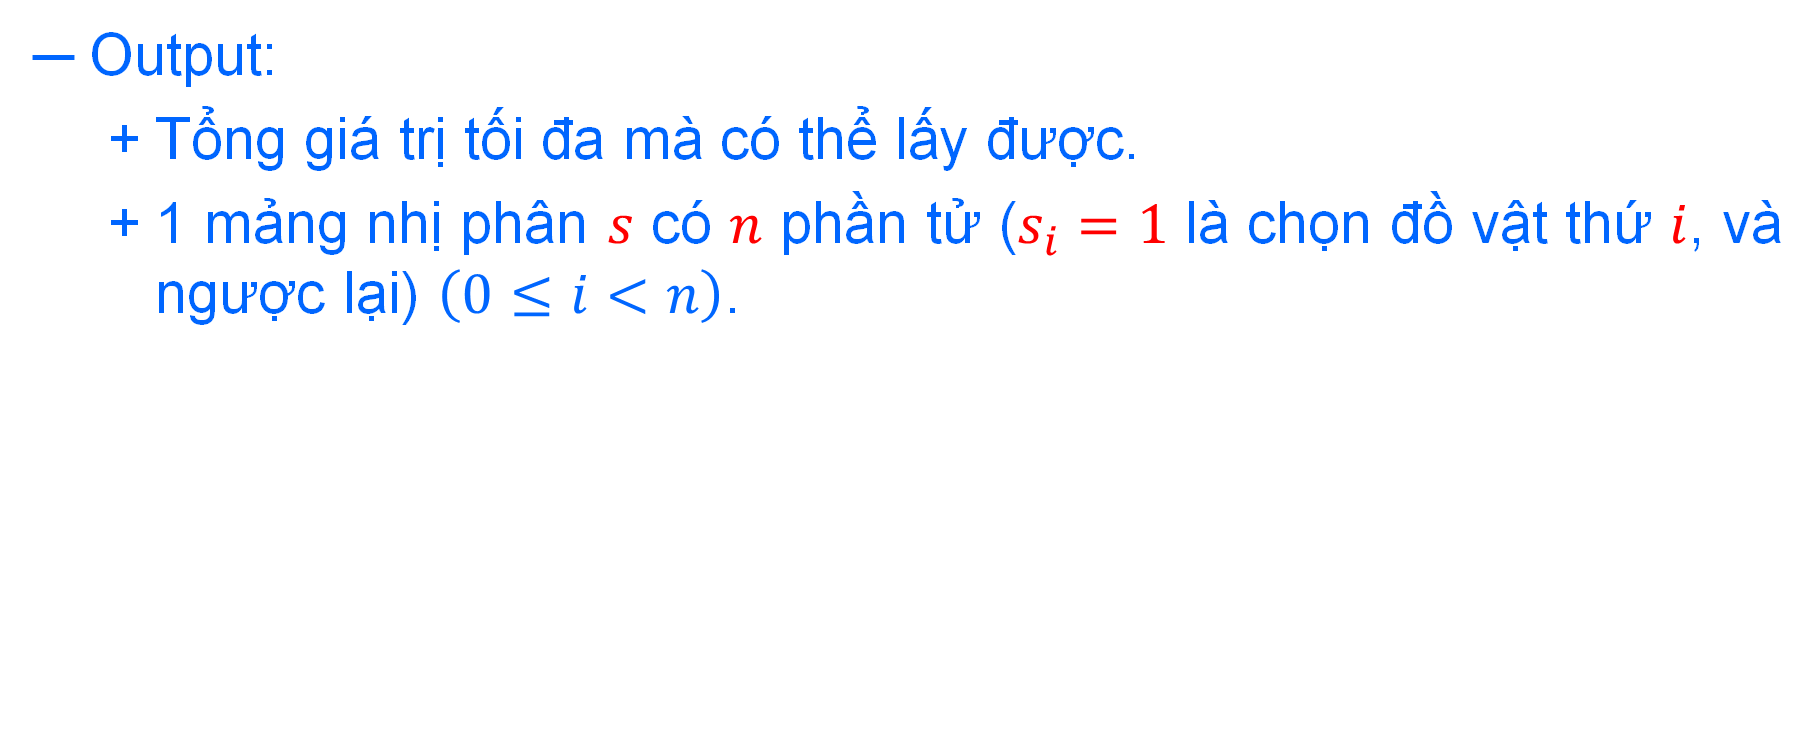 — Output:
+ Tổng giá trị tối đa mà có thể lấy được.
+ 1 mảng nhị phân s có n phần tử (sᵢ = 1 là chọn đồ vật thứ i, và
ngược lại) (0 ≤ i < n).